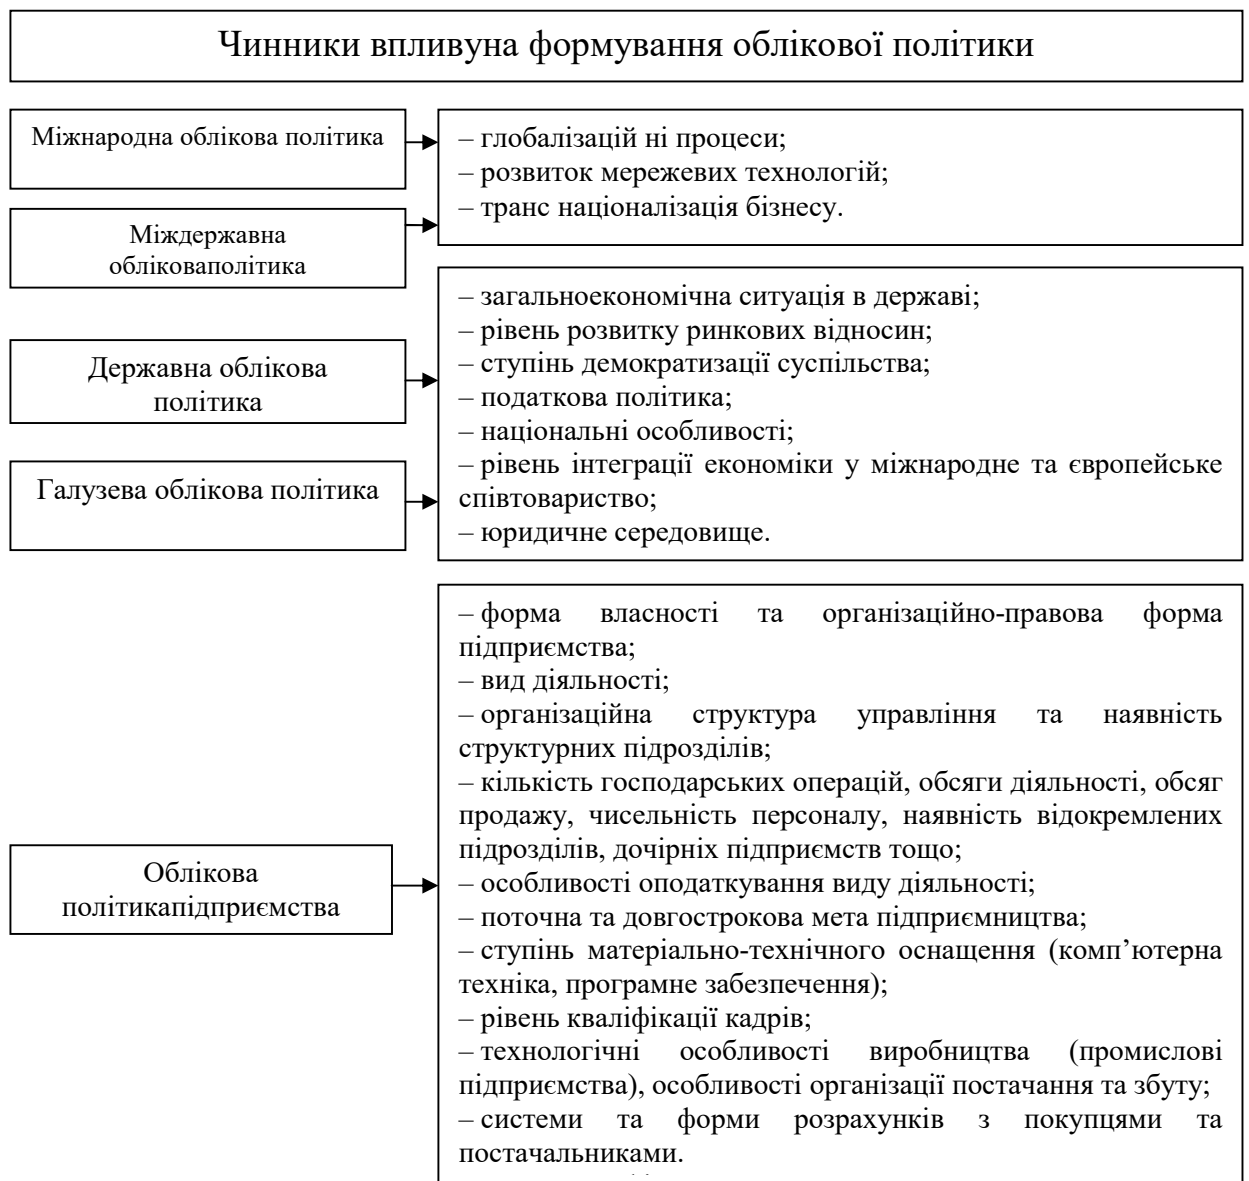 Чинники впливуна формування облікової політики
Міжнародна облікова політика
– глобалізацій ні процеси;
– розвиток мережевих технологій;
– транс націоналізація бізнесу.
Міждержавна
обліковаполітика
– загальноекономічна ситуація в державі;
– рівень розвитку ринкових відносин;
– ступінь демократизації суспільства;
– податкова політика;
– національні особливості;
– рівень інтеграції економіки у міжнародне та європейське
співтовариство;
– юридичне середовище.
Державна облікова
політика
Галузева облікова політика
– форма власності та організаційно-правова форма
підприємства;
– вид діяльності;
– організаційна структура управління та наявність
структурних підрозділів;
– кількість господарських операцій, обсяги діяльності, обсяг
продажу, чисельність персоналу, наявність відокремлених
підрозділів, дочірніх підприємств тощо;
– особливості оподаткування виду діяльності;
– поточна та довгострокова мета підприємництва;
– ступінь матеріально-технічного оснащення (комп’ютерна
техніка, програмне забезпечення);
– рівень кваліфікації кадрів;
– технологічні особливості виробництва (промислові
підприємства), особливості організації постачання та збуту;
– системи та форми розрахунків з покупцями та
постачальниками.
Облікова
політикапідприємства